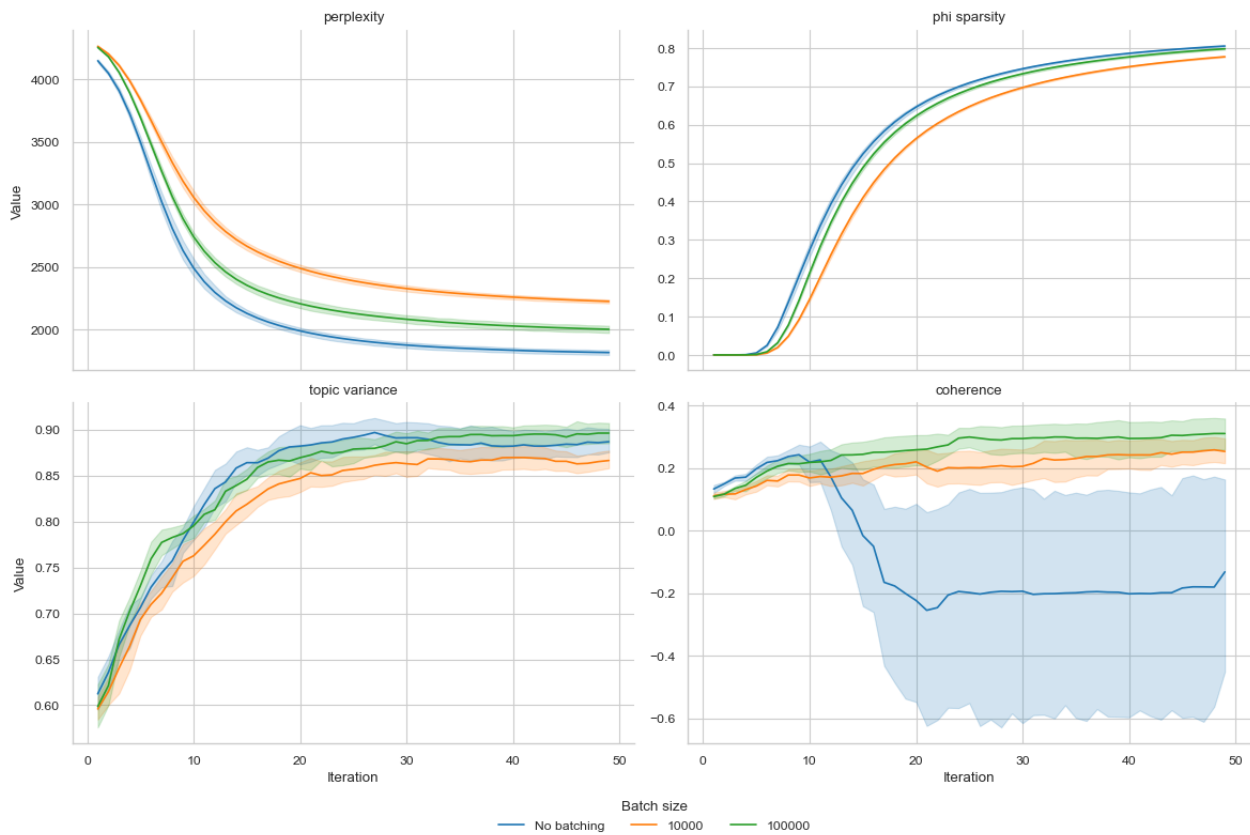 perplexity
phi sparsity
4000
3500
3000
2500
2000
Value
0.8
0.7
0.6
0.5
0.4
0.3
0.2
0.1
0.0
topic variance
coherence
0.90
0.85
0.80
0.75
0.70
0.65
0.60
Value
0.4
0.2
0.0
−0.2
−0.4
−0.6
0 10 20 30 40 50
0 10 20 30 40 50
Iteration
Iteration
Batch size
No batching 10000 100000